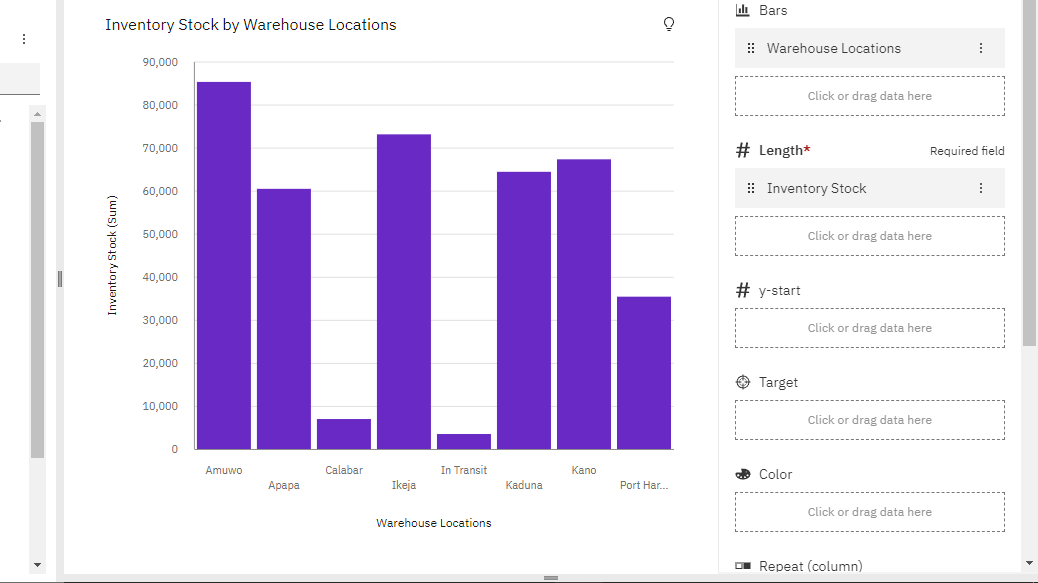 Inventory Stock by Warehouse Locations
90,000
80,000
70,000
60,000
50,000
40,000
30,000
20,000
10,000
0
Inventory Stock (Sum)
Amuwo
Apapa
Calabar
Ikeja
In Transit
Kaduna
Kano
Port Har...
Warehouse Locations
Bars
Warehouse Locations
Click or drag data here
# Length* Required field
Inventory Stock
Click or drag data here
# y-start
Click or drag data here
Target
Click or drag data here
Color
Click or drag data here
Repeat (column)